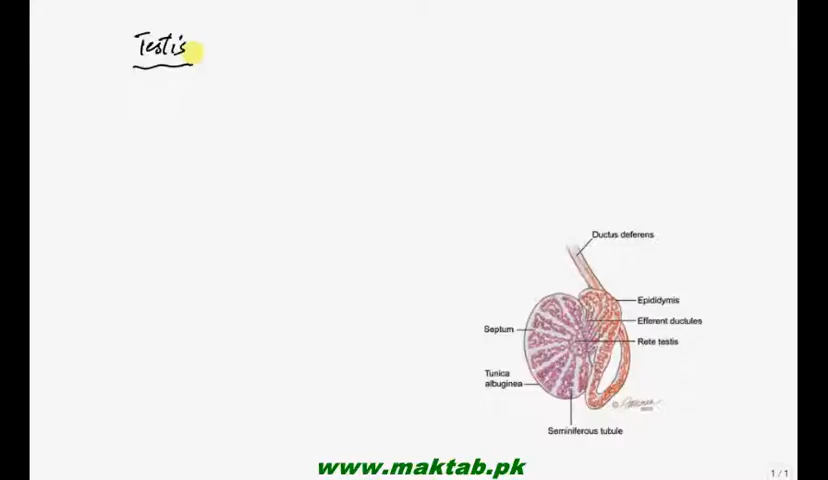 Testis
Ductus deferens
Epididymis
Efferent ductules
Septum
Rete testis
Tunica
albuginea
Seminiferous tubule
www.maktab.pk
1 / 1